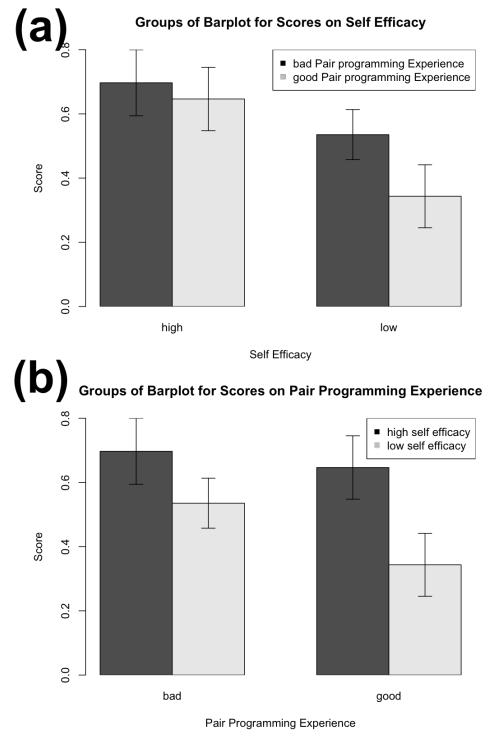 (a)
Groups of Barplot for Scores on Self Efficacy
bad Pair programming Experience
good Pair programming Experience
0.8
0.6
0.4
0.2
0.0
Score
high
low
Self Efficacy
(b)
Groups of Barplot for Scores on Pair Programming Experience
high self efficacy
low self efficacy
0.8
0.6
0.4
0.2
0.0
Score
bad
good
Pair Programming Experience